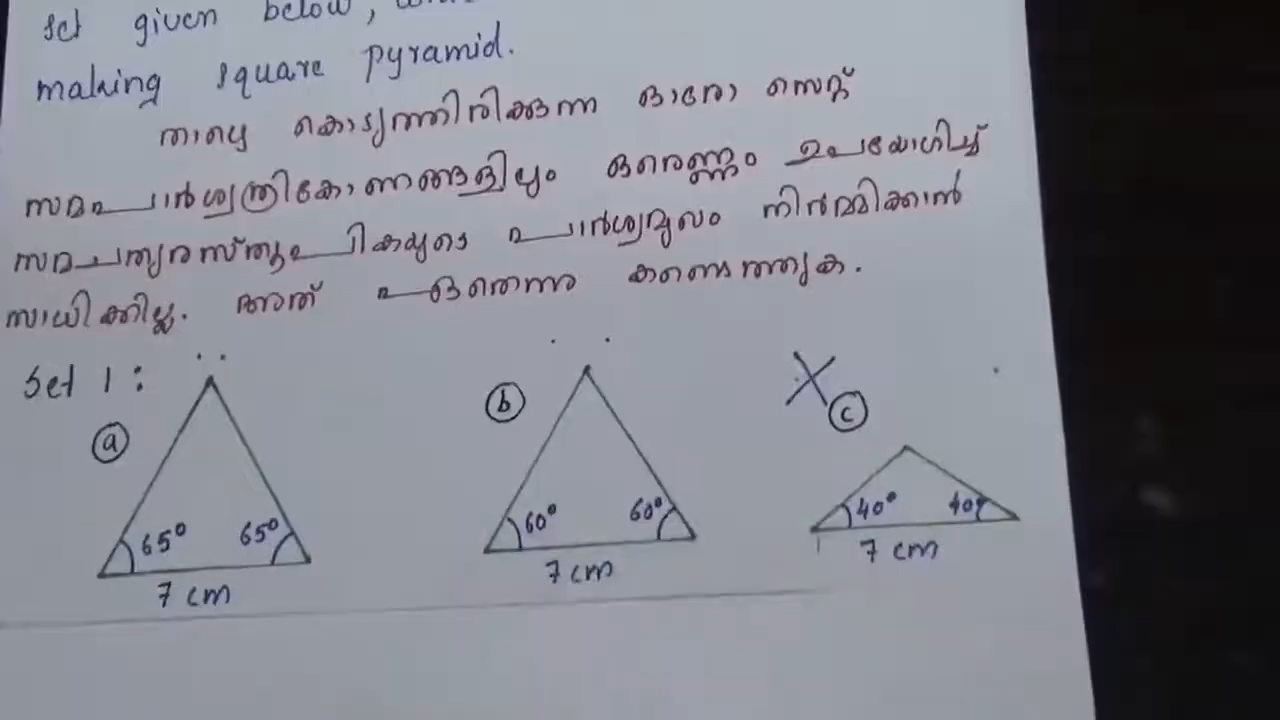 set given below,
making square pyramid.
താഴെ കൊടുത്തിരിക്കുന്ന ഓരോ സെറ്റ്
സമപാർശ്വത്രികോണങ്ങളിലും ഒരെണ്ണം ഉപയോഗിച്ച്
സമചതുരസ്തൂപികയുടെ പാർശ്വമുഖം നിർമ്മിക്കാൻ
സാധിക്കില്ല. അത് ഏതെന്നു കണ്ടെത്തുക.
Set 1 :
a b X c
65° 65° 60° 60° 40° 40°
7 cm 7 cm 7 cm